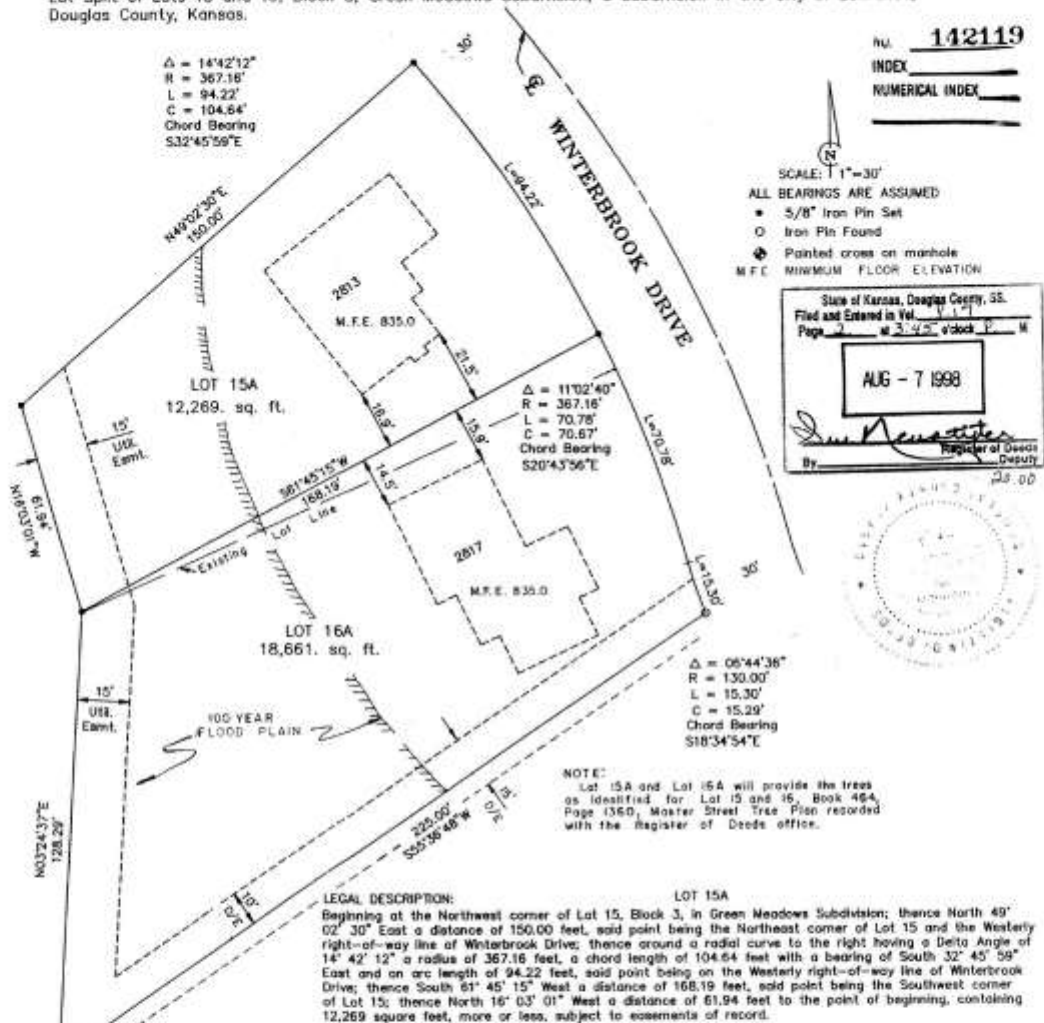 Douglas County, Kansas.
Δ = 14°42'12"
R = 367.16'
L = 94.22'
C = 104.64'
Chord Bearing
S32°45'59"E
30'
℄ WINTERBROOK DRIVE
142119
INDEX
NUMERICAL INDEX
N
SCALE: 1"=30'
ALL BEARINGS ARE ASSUMED
5/8" Iron Pin Set
Iron Pin Found
Painted cross on manhole
M F E MINIMUM FLOOR ELEVATION
State of Kansas, Douglas County, SS.
Filed and Entered in Vol.
Page 2 at 3:45 o'clock P M
AUG - 7 1998
Register of Deeds
By Deputy
20.00
N49°02'30"E
150.00'
L=94.22'
2813
M.F.E. 835.0
LOT 15A
12,269. sq. ft.
21.5'
16.9'
15'
Util.
Esmt.
61.94'
N16°03'01"W
Δ = 11°02'40"
R = 367.16'
L = 70.78'
C = 70.67'
Chord Bearing
S20°43'56"E
L=70.78'
S61°45'15"W
168.19'
Existing Lot Line
15.9'
14.5'
2817
M.F.E. 835.0
L=15.30'
30'
LOT 16A
18,661. sq. ft.
15'
Util.
Esmt.
100 YEAR
FLOOD PLAIN
Δ = 06°44'36"
R = 130.00'
L = 15.30'
C = 15.29'
Chord Bearing
S18°34'54"E
N03°24'37"E
128.29'
225.00'
S55°36'48"W
15'
D/E
10'
D/E
NOTE:
Lot 15A and Lot 16A will provide the trees
as identified for Lot 15 and 16, Book 464,
Page 1360, Master Street Tree Plan recorded
with the Register of Deeds office.
LEGAL DESCRIPTION: LOT 15A
Beginning at the Northwest corner of Lot 15, Block 3, in Green Meadows Subdivision; thence North 49°
02' 30" East a distance of 150.00 feet, said point being the Northeast corner of Lot 15 and the Westerly
right-of-way line of Winterbrook Drive; thence around a radial curve to the right having a Delta Angle of
14° 42' 12" a radius of 367.16 feet, a chord length of 104.64 feet with a bearing of South 32° 45' 59"
East and an arc length of 94.22 feet, said point being on the Westerly right-of-way line of Winterbrook
Drive; thence South 61° 45' 15" West a distance of 168.19 feet, said point being the Southwest corner
of Lot 15; thence North 16° 03' 01" West a distance of 61.94 feet to the point of beginning, containing
12,269 square feet, more or less, subject to easements of record.